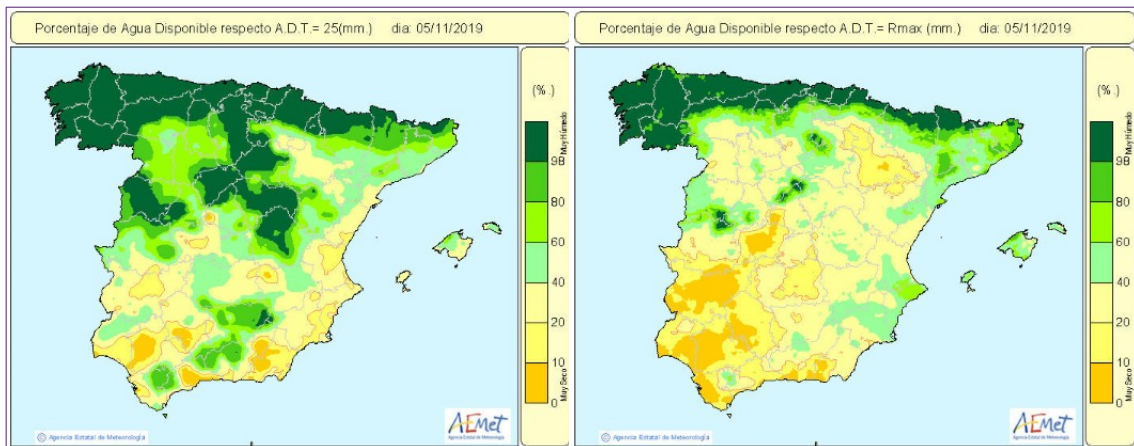 Porcentaje de Agua Disponible respecto A.D.T.= 25(mm.) dia: 05/11/2019
(% .)
Muy Húmedo
98
80
60
40
20
10
0
Muy Seco
AEMet
Agencia Estatal de Meteorología
© Agencia Estatal de Meteorología
Porcentaje de Agua Disponible respecto A.D.T.= Rmax (mm.) dia: 05/11/2019
(% .)
Muy Húmedo
98
80
60
40
20
10
0
Muy Seco
AEMet
Agencia Estatal de Meteorología
© Agencia Estatal de Meteorología